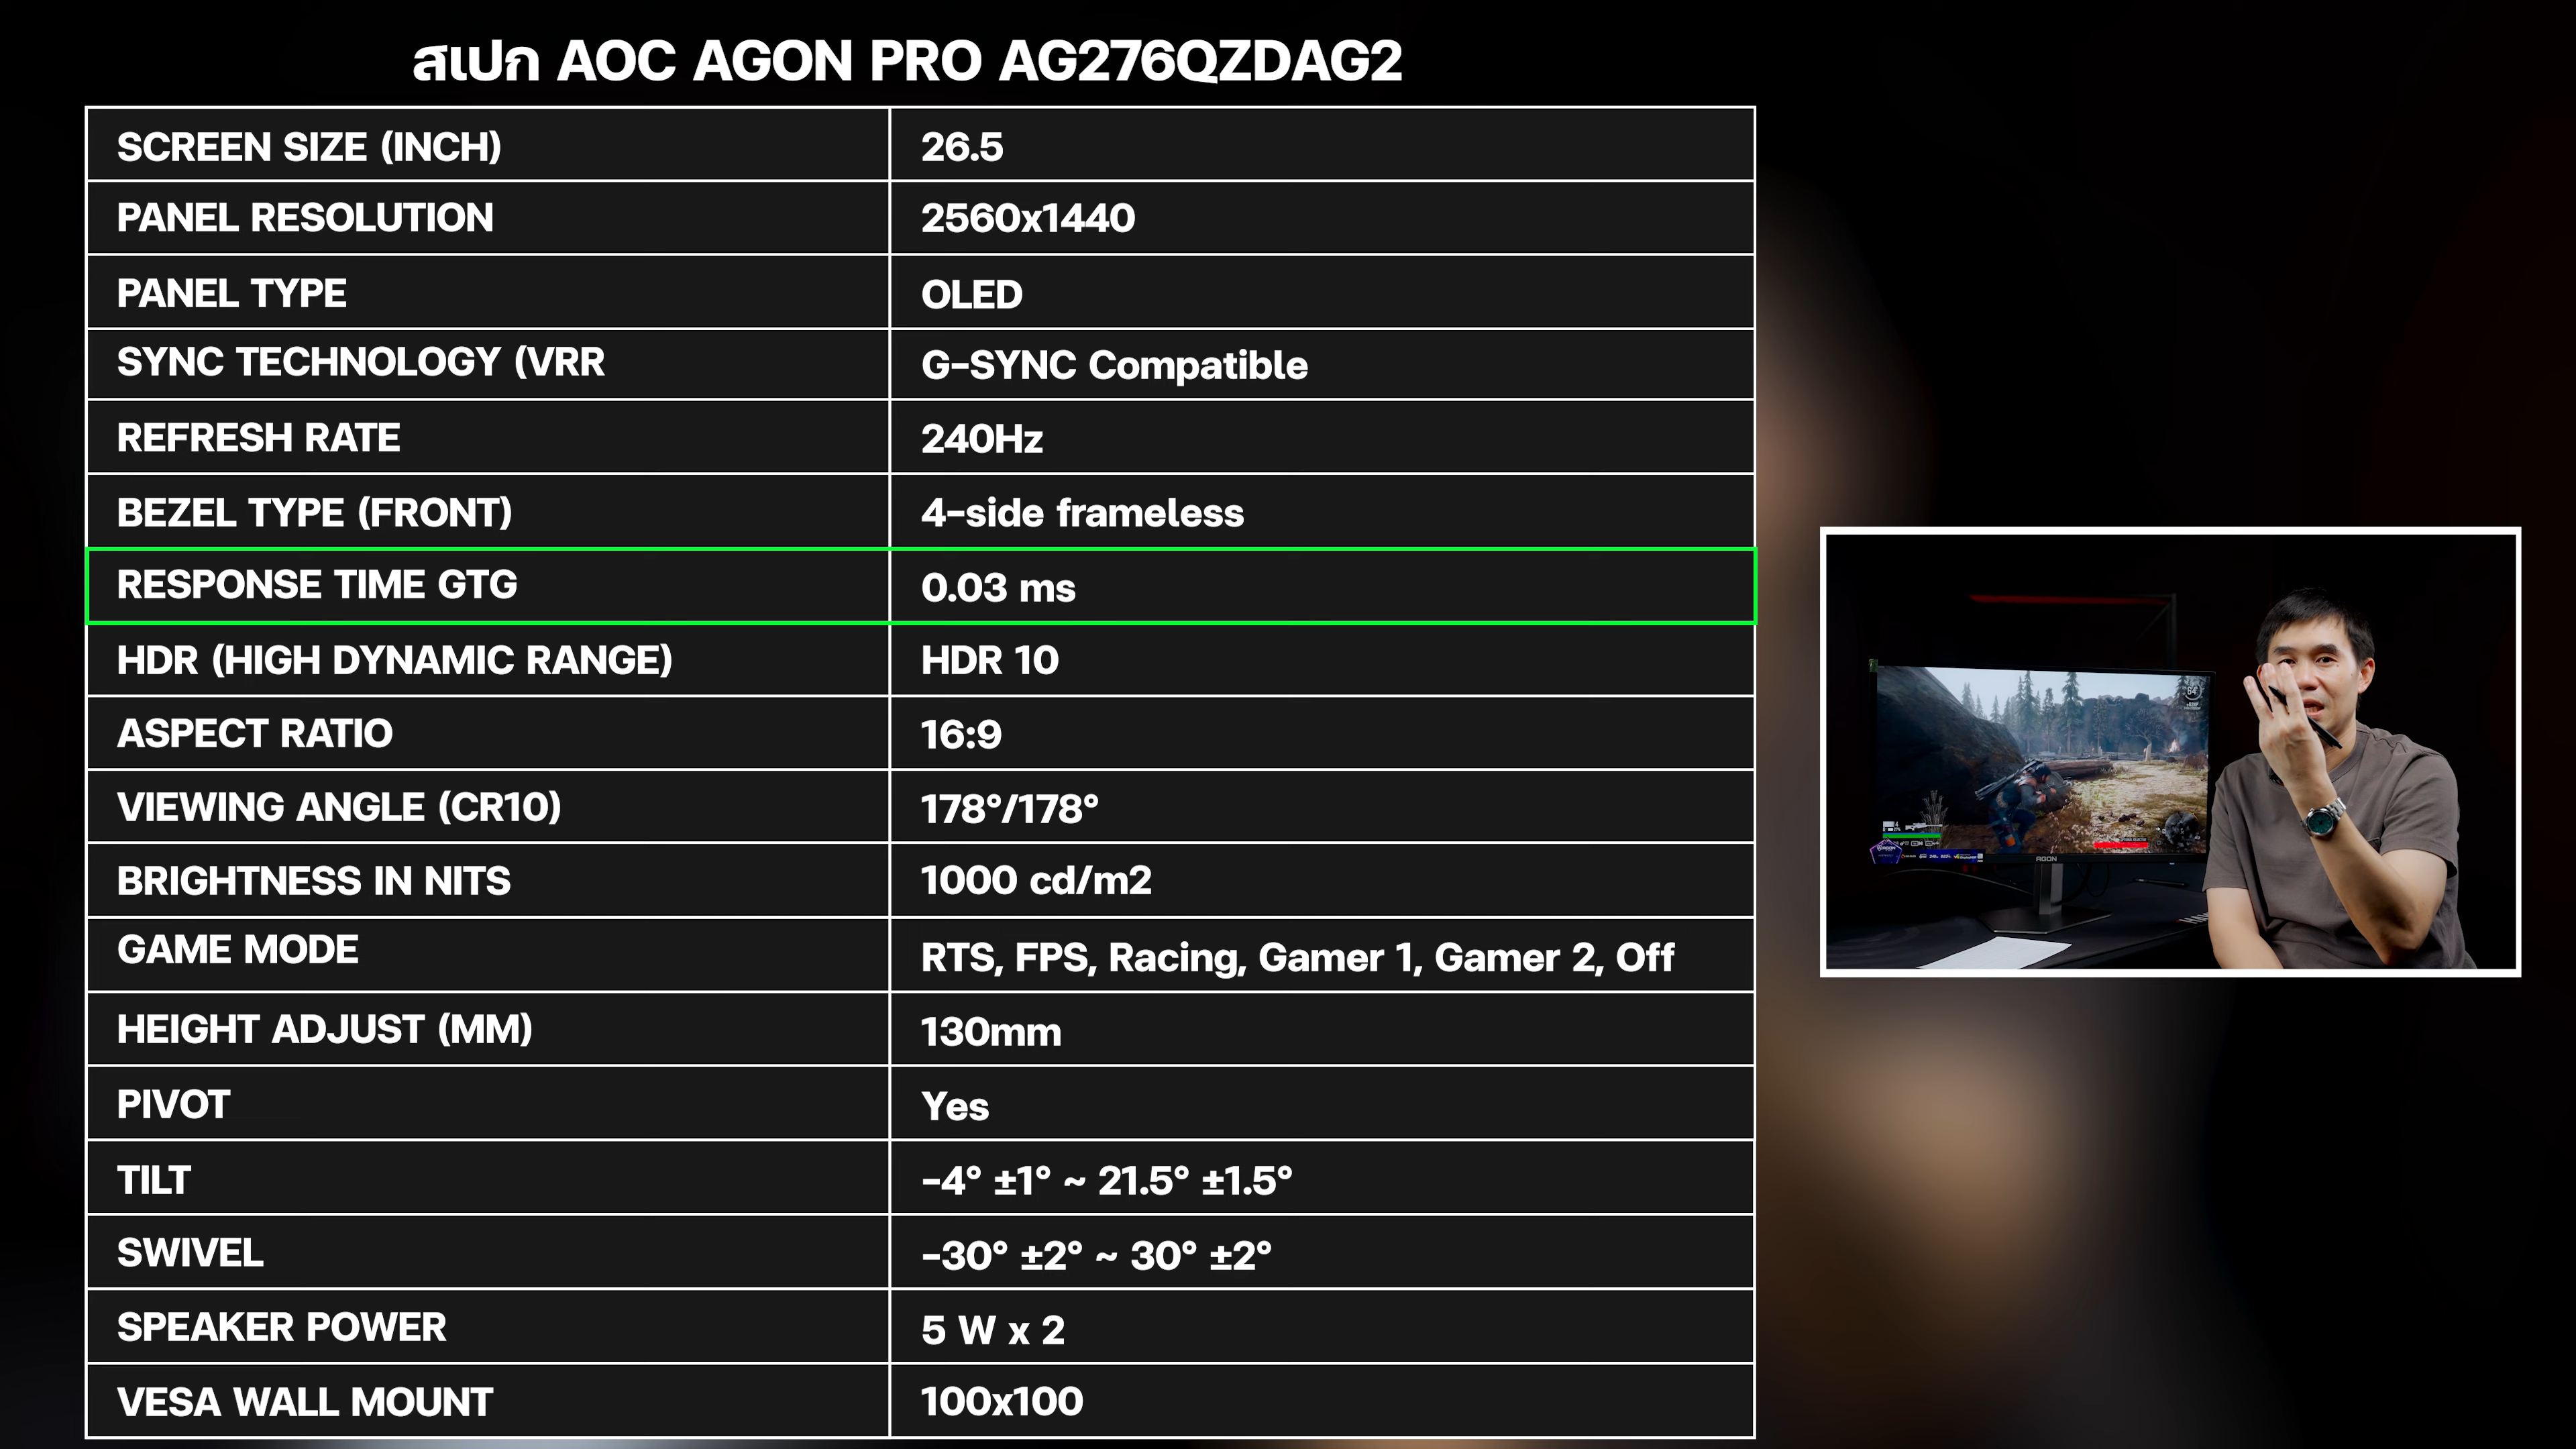 สเปก AOC AGON PRO AG276QZDAG2
SCREEN SIZE (INCH) 26.5
PANEL RESOLUTION 2560x1440
PANEL TYPE OLED
SYNC TECHNOLOGY (VRR G-SYNC Compatible
REFRESH RATE 240Hz
BEZEL TYPE (FRONT) 4-side frameless
RESPONSE TIME GTG 0.03 ms
HDR (HIGH DYNAMIC RANGE) HDR 10
ASPECT RATIO 16:9
VIEWING ANGLE (CR10) 178°/178°
BRIGHTNESS IN NITS 1000 cd/m2
GAME MODE RTS, FPS, Racing, Gamer 1, Gamer 2, Off
HEIGHT ADJUST (MM) 130mm
PIVOT Yes
TILT -4° ±1° ~ 21.5° ±1.5°
SWIVEL -30° ±2° ~ 30° ±2°
SPEAKER POWER 5 W x 2
VESA WALL MOUNT 100x100
AGON